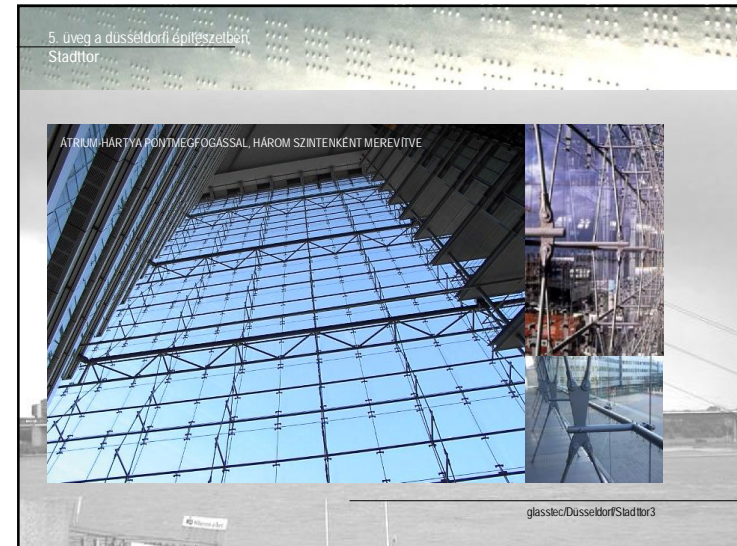 5. üveg a düsseldorfi építészetben,
Stadttor
ÁTRIUM-HÁRTYA PONTMEGFOGÁSSAL, HÁROM SZINTENKÉNT MEREVÍTVE
glasstec/Düsseldorf/Stadttor3